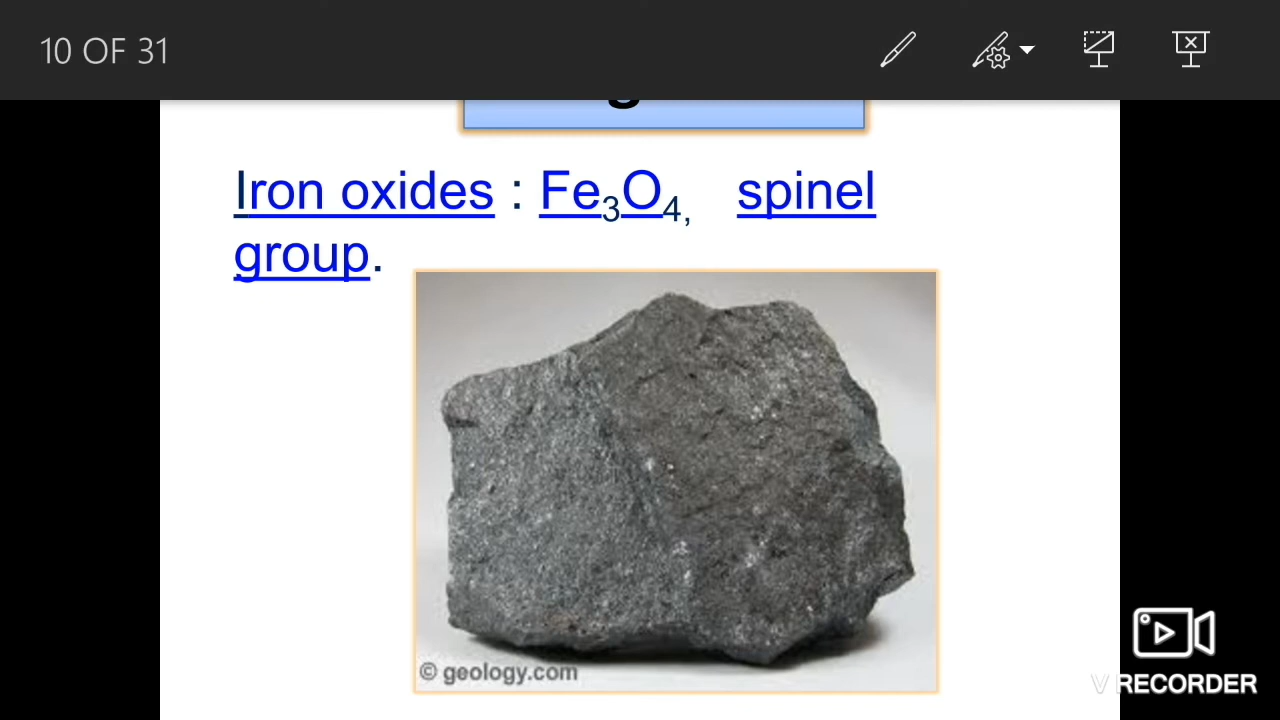 10 OF 31
Iron oxides : Fe₃O₄, spinel
group.
© geology.com
V RECORDER